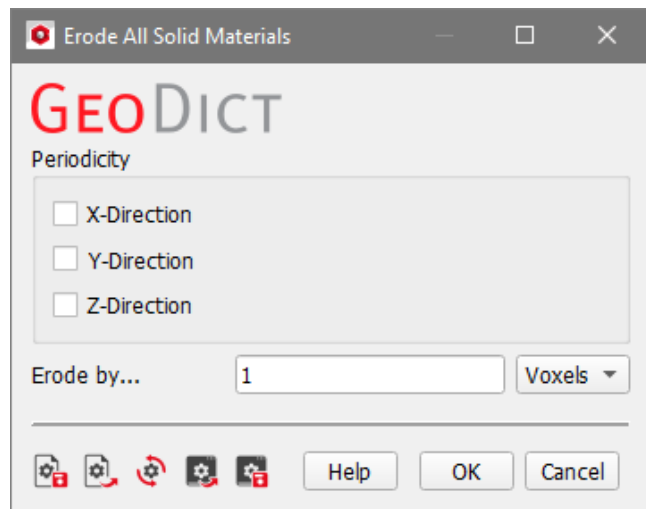 Erode All Solid Materials
GEODICT
Periodicity
X-Direction
Y-Direction
Z-Direction
Erode by... 1 Voxels
Help OK Cancel